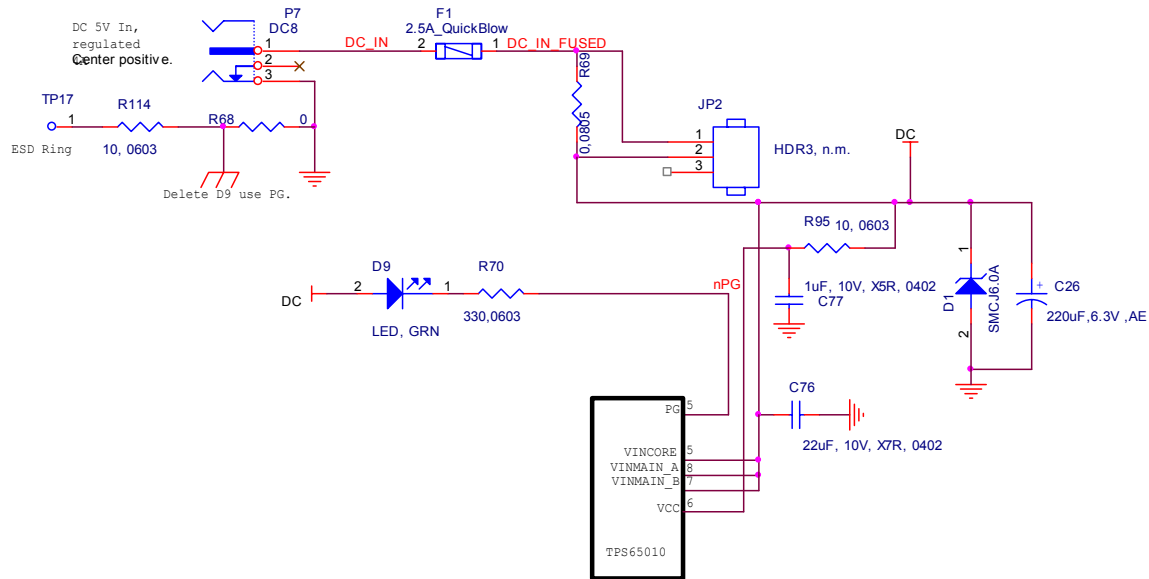 P7
DC8
DC 5V In,
regulated
Center positive.
1
2
3
DC_IN
F1
2.5A_QuickBlow
2
1
DC_IN_FUSED
R69
0,0805
JP2
1
2
3
HDR3, n.m.
DC
TP17
1
ESD Ring
R114
10, 0603
R68
0
Delete D9 use PG.
R95
10, 0603
1uF, 10V, X5R, 0402
C77
D1
1
2
SMCJ6.0A
+
C26
220uF,6.3V ,AE
DC
2
D9
1
LED, GRN
R70
330,0603
nPG
C76
22uF, 10V, X7R, 0402
PG
5
VINCORE
5
VINMAIN_A
8
VINMAIN_B
7
VCC
6
TPS65010